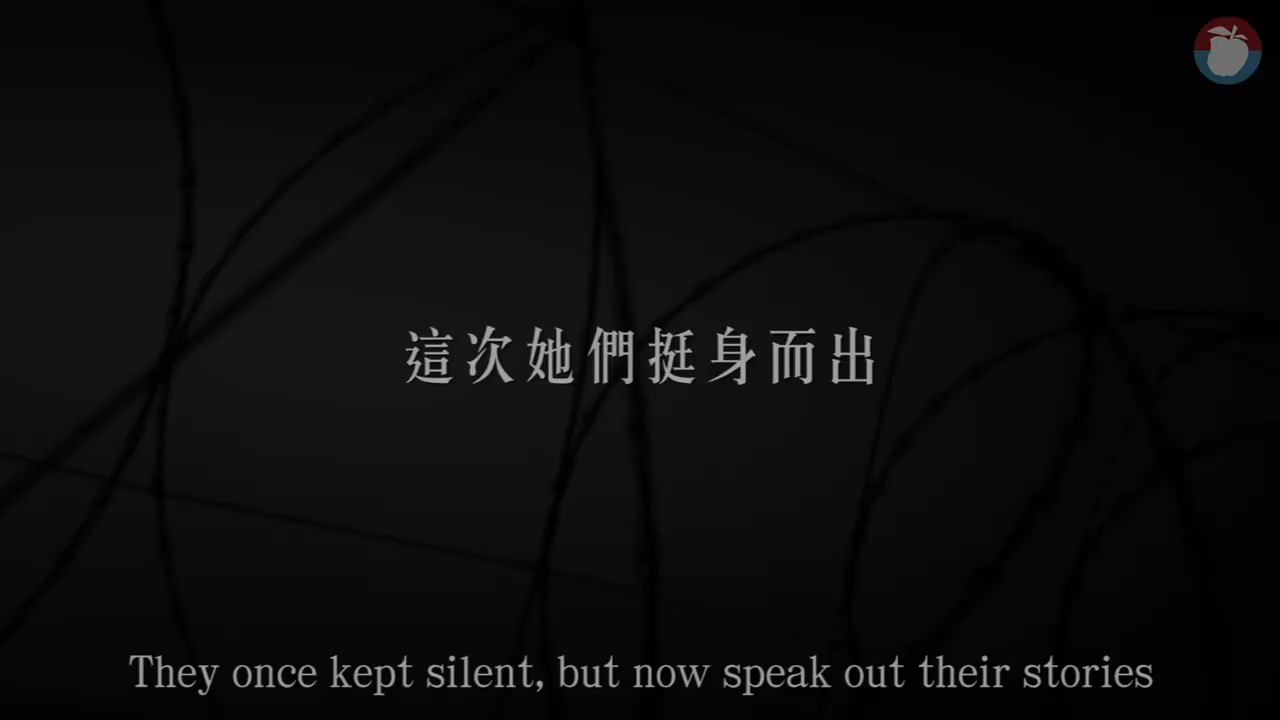 這次她們挺身而出
They once kept silent, but now speak out their stories